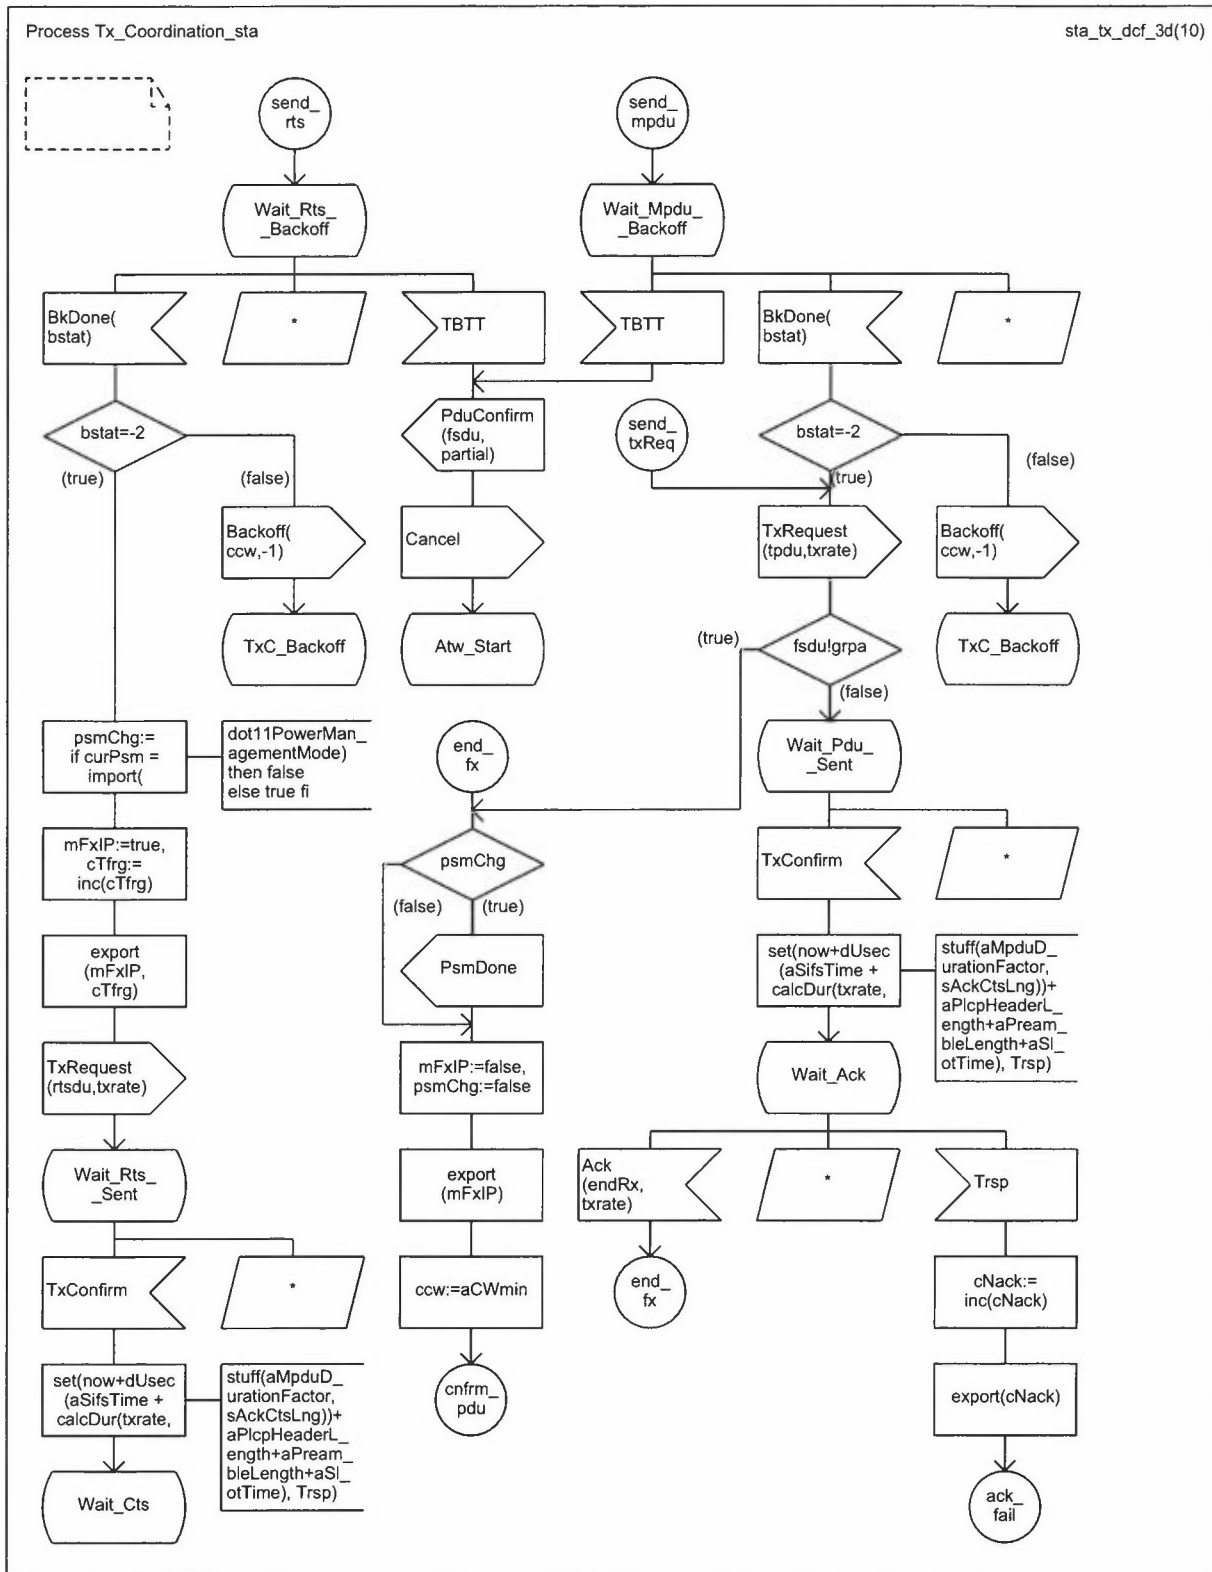 Process Tx_Coordination_sta
sta_tx_dcf_3d(10)
send_
rts
send_
mpdu
Wait_Rts_
_Backoff
Wait_Mpdu_
_Backoff
BkDone(
bstat)
*
TBTT
TBTT
BkDone(
bstat)
*
bstat=-2
(true)
(false)
PduConfirm
(fsdu,
partial)
send_
txReq
bstat=-2
(true)
(false)
Backoff(
ccw,-1)
Cancel
TxRequest
(tpdu,txrate)
Backoff(
ccw,-1)
TxC_Backoff
Atw_Start
(true)
fsdu!grpa
(false)
TxC_Backoff
psmChg:=
if curPsm =
import(
dot11PowerMan_
agementMode)
then false
else true fi
end_
fx
Wait_Pdu_
_Sent
mFxIP:=true,
cTfrg:=
inc(cTfrg)
psmChg
(false)
(true)
TxConfirm
*
export
(mFxIP,
cTfrg)
PsmDone
set(now+dUsec
(aSifsTime +
calcDur(txrate,
stuff(aMpduD_
urationFactor,
sAckCtsLng))+
aPlcpHeaderL_
ength+aPream_
bleLength+aSl_
otTime), Trsp)
TxRequest
(rtsdu,txrate)
mFxIP:=false,
psmChg:=false
Wait_Ack
Wait_Rts_
_Sent
export
(mFxIP)
Ack
(endRx,
txrate)
*
Trsp
TxConfirm
*
ccw:=aCWmin
end_
fx
cNack:=
inc(cNack)
set(now+dUsec
(aSifsTime +
calcDur(txrate,
stuff(aMpduD_
urationFactor,
sAckCtsLng))+
aPlcpHeaderL_
ength+aPream_
bleLength+aSl_
otTime), Trsp)
cnfrm_
pdu
export(cNack)
Wait_Cts
ack_
fail